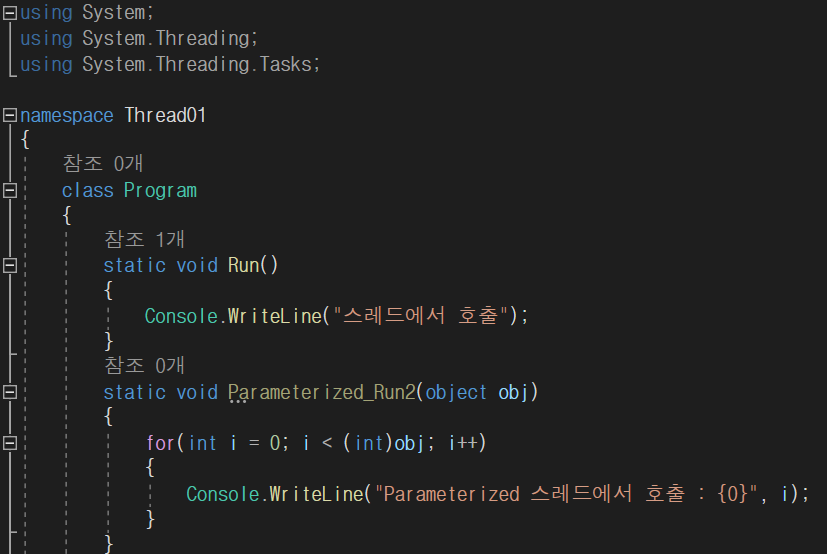 using System;
using System.Threading;
using System.Threading.Tasks;
namespace Thread01
{
참조 0개
class Program
{
참조 1개
static void Run()
{
Console.WriteLine("스레드에서 호출");
}
참조 0개
static void Parameterized_Run2(object obj)
{
for(int i = 0; i < (int)obj; i++)
{
Console.WriteLine("Parameterized 스레드에서 호출 : {0}", i);
}
}